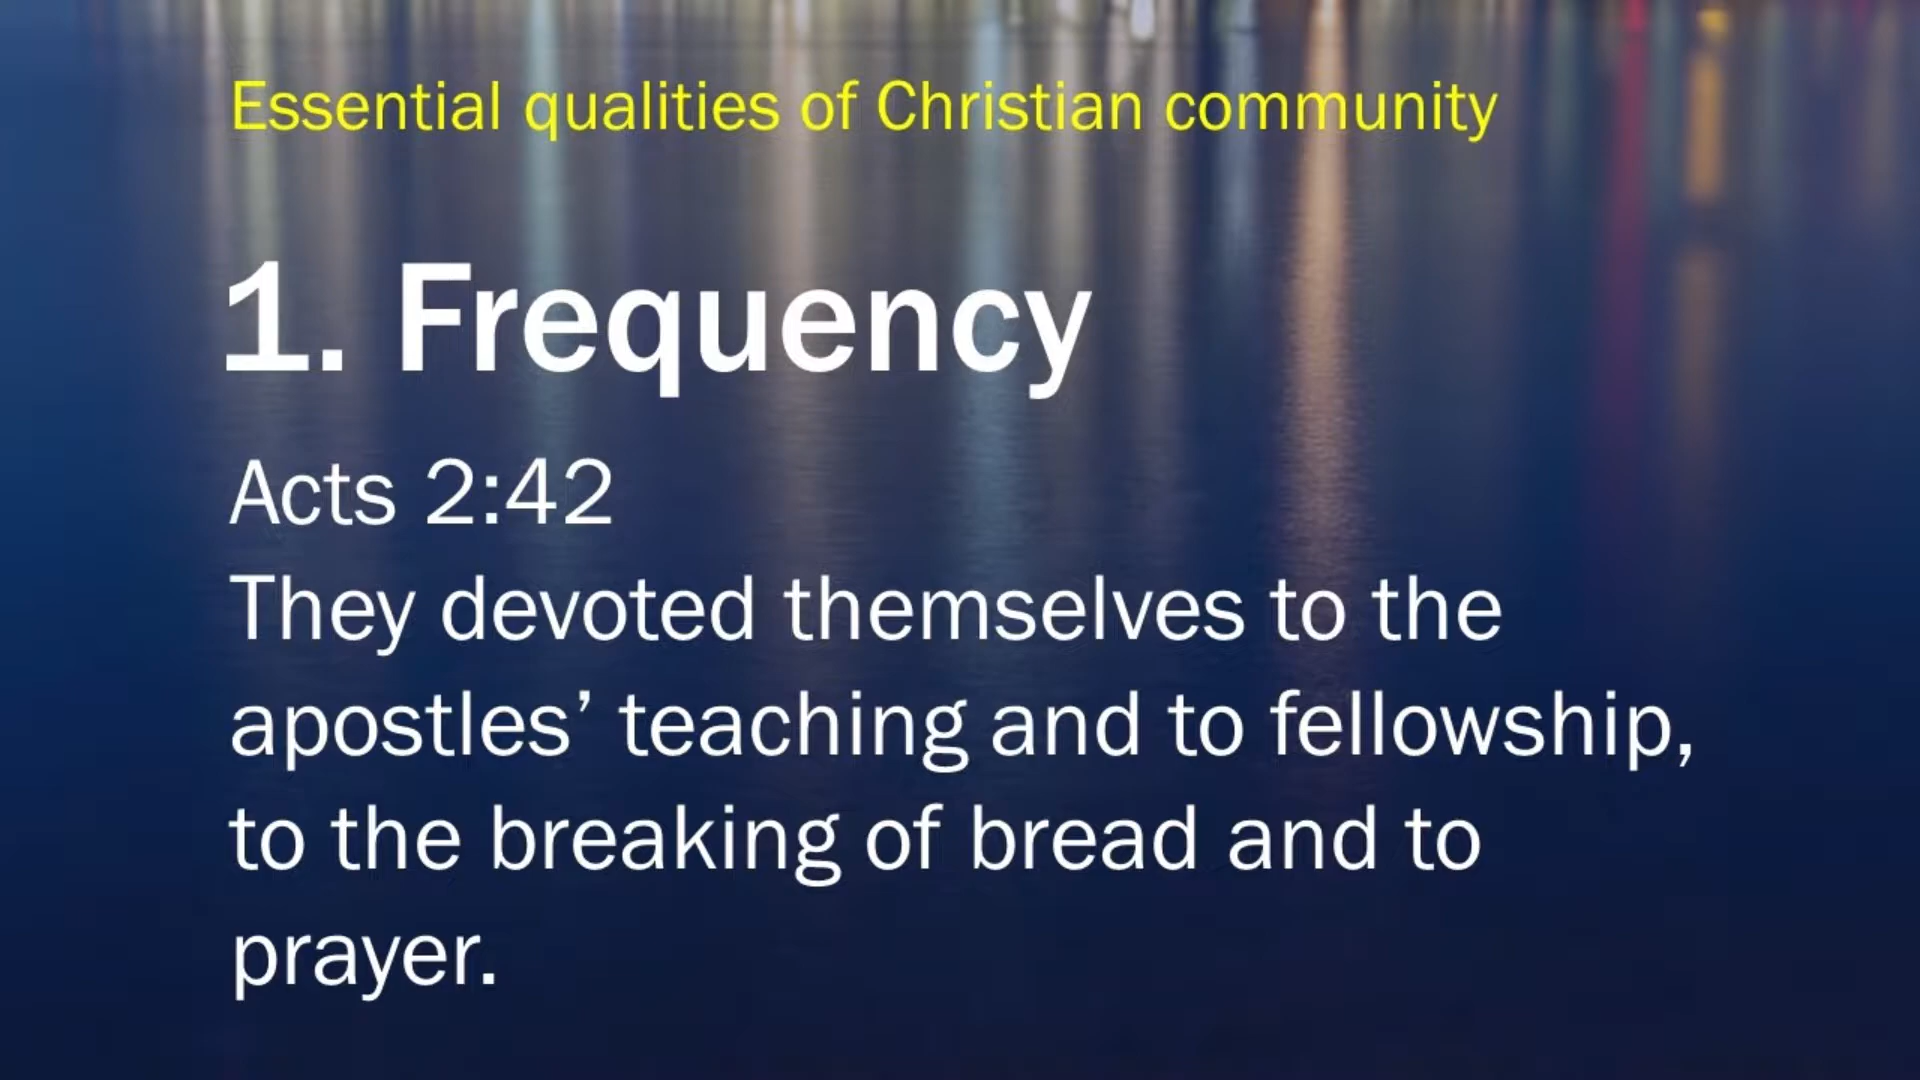 Essential qualities of Christian community
1. Frequency
Acts 2:42
They devoted themselves to the
apostles’ teaching and to fellowship,
to the breaking of bread and to
prayer.